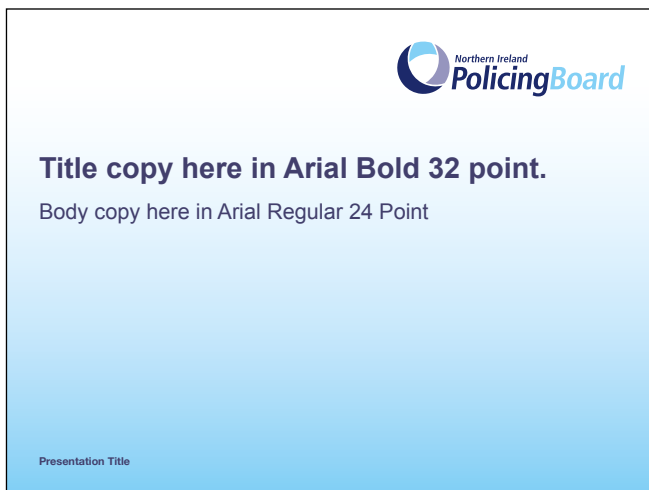 Northern Ireland
PolicingBoard
Title copy here in Arial Bold 32 point.
Body copy here in Arial Regular 24 Point
Presentation Title